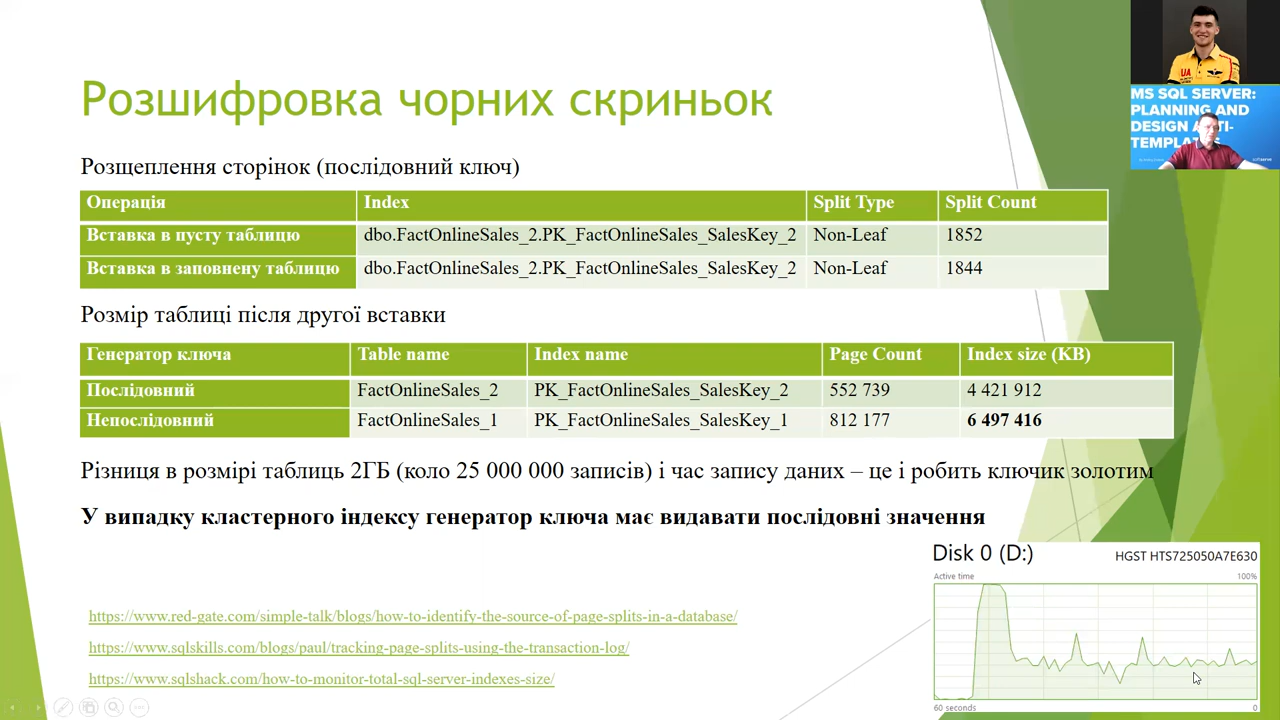 Розшифровка чорних скриньок
UA
MS SQL SERVER:
PLANNING AND
DESIGN ANTI-
Розщеплення сторінок (послідовний ключ)
Операція Index Split Type Split Count
Вставка в пусту таблицю dbo.FactOnlineSales_2.PK_FactOnlineSales_SalesKey_2 Non-Leaf 1852
Вставка в заповнену таблицю dbo.FactOnlineSales_2.PK_FactOnlineSales_SalesKey_2 Non-Leaf 1844
Розмір таблиці після другої вставки
Генератор ключа Table name Index name Page Count Index size (KB)
Послідовний FactOnlineSales_2 PK_FactOnlineSales_SalesKey_2 552 739 4 421 912
Непослідовний FactOnlineSales_1 PK_FactOnlineSales_SalesKey_1 812 177 6 497 416
Різниця в розмірі таблиць 2ГБ (коло 25 000 000 записів) і час запису даних – це і робить ключик золотим
У випадку кластерного індексу генератор ключа має видавати послідовні значення
Disk 0 (D:) HGST HTS725050A7E630
Active time 100%
60 seconds 0
https://www.red-gate.com/simple-talk/blogs/how-to-identify-the-source-of-page-splits-in-a-database/
https://www.sqlskills.com/blogs/paul/tracking-page-splits-using-the-transaction-log/
https://www.sqlshack.com/how-to-monitor-total-sql-server-indexes-size/